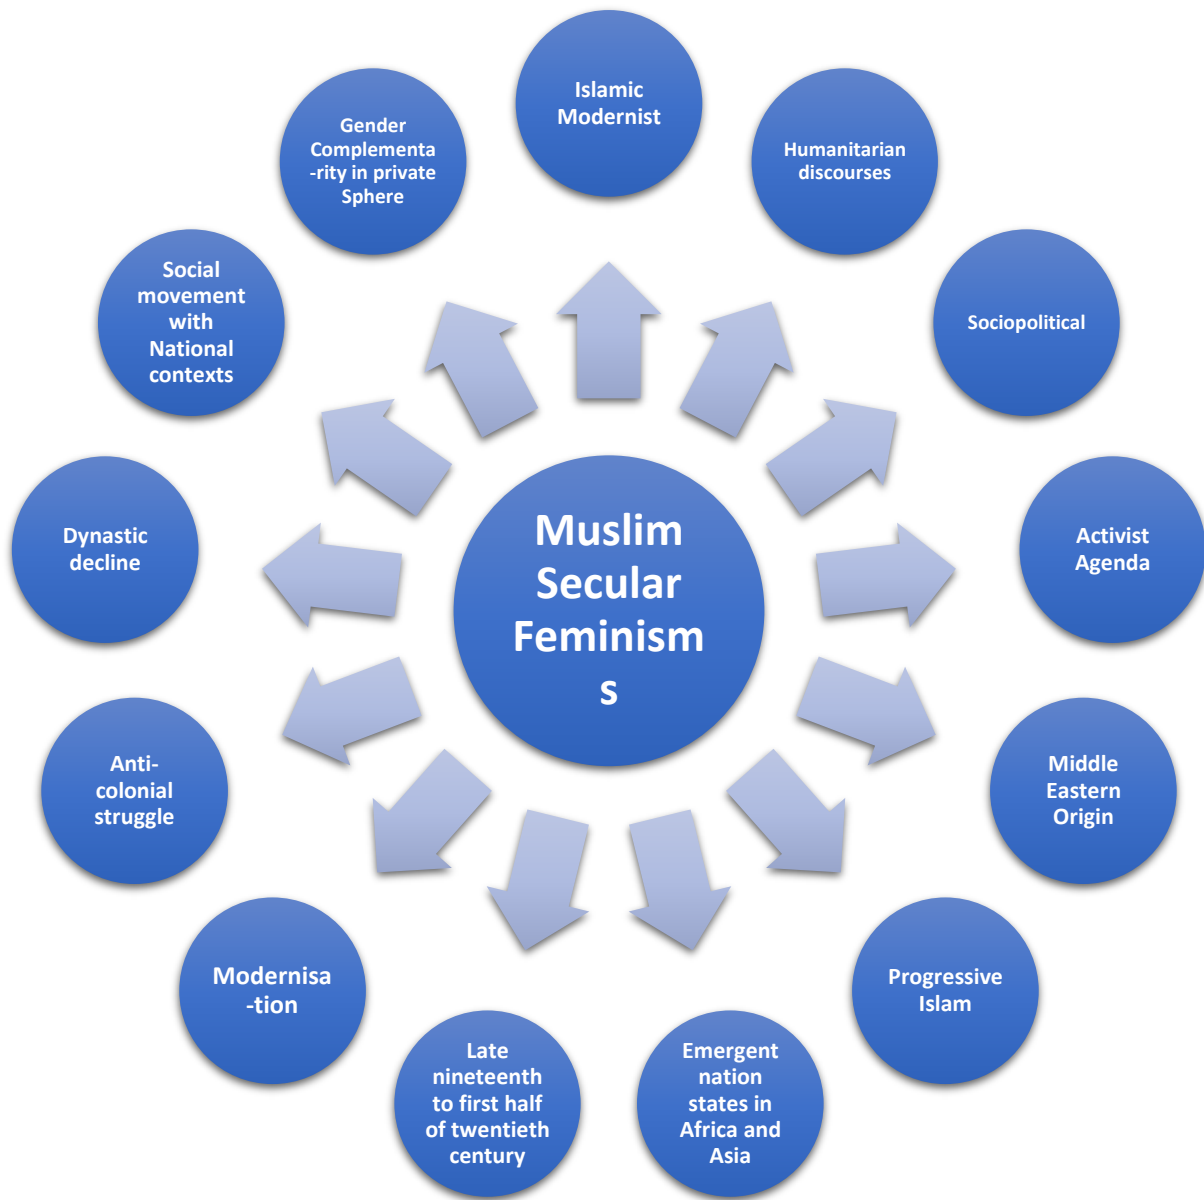 Muslim
Secular
Feminism
s
Islamic
Modernist
Humanitarian
discourses
Sociopolitical
Activist
Agenda
Middle
Eastern
Origin
Progressive
Islam
Emergent
nation
states in
Africa and
Asia
Late
nineteenth
to first half
of twentieth
century
Modernisa
-tion
Anti-
colonial
struggle
Dynastic
decline
Social
movement
with
National
contexts
Gender
Complementa
-rity in private
Sphere